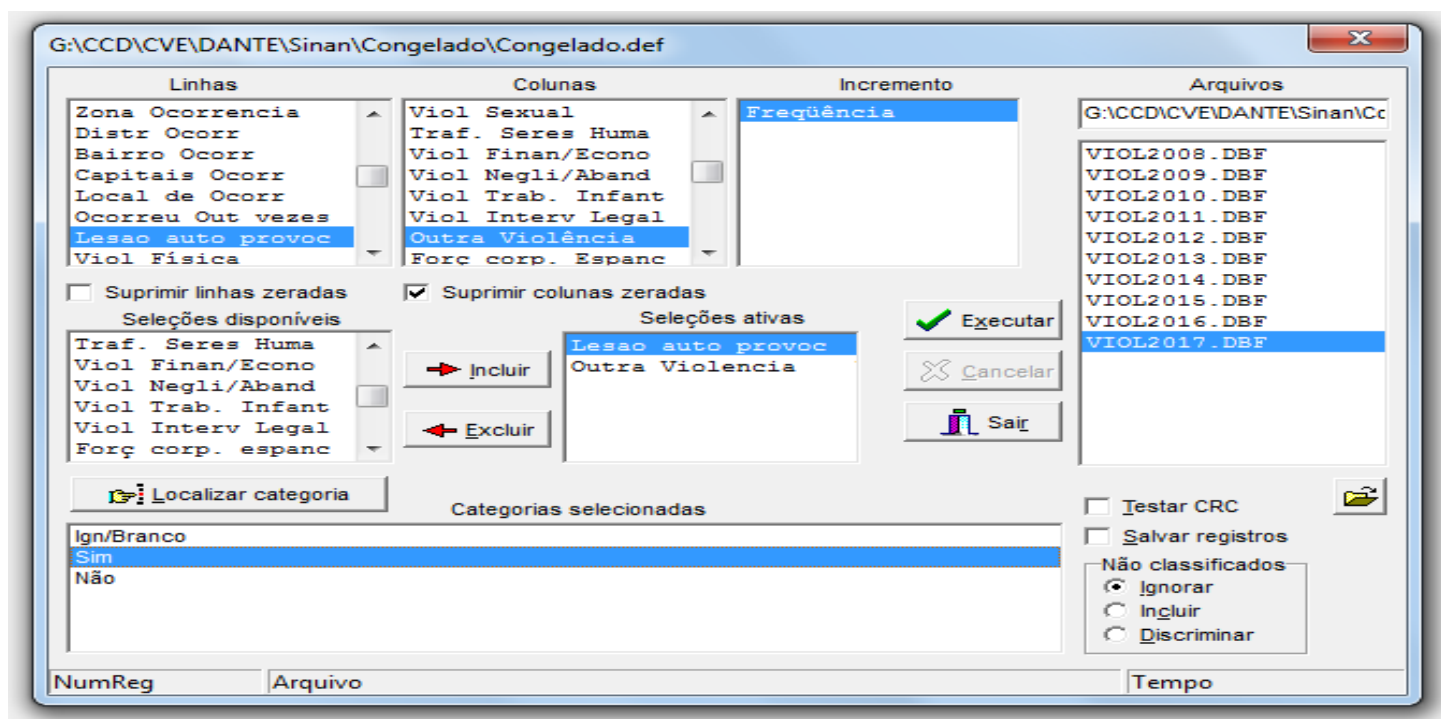 G:\CCD\CVE\DANTE\Sinan\Congelado\Congelado.def
Linhas
Zona Ocorrencia
Distr Ocorr
Bairro Ocorr
Capitais Ocorr
Local de Ocorr
Ocorreu Out vezes
Lesao auto provoc
Viol Física
Colunas
Viol Sexual
Traf. Seres Huma
Viol Finan/Econo
Viol Negli/Aband
Viol Trab. Infant
Viol Interv Legal
Outra Violência
Forç corp. Espanc
Incremento
Freqüência
Arquivos
G:\CCD\CVE\DANTE\Sinan\Cc
VIOL2008.DBF
VIOL2009.DBF
VIOL2010.DBF
VIOL2011.DBF
VIOL2012.DBF
VIOL2013.DBF
VIOL2014.DBF
VIOL2015.DBF
VIOL2016.DBF
VIOL2017.DBF
Suprimir linhas zeradas
Suprimir colunas zeradas
Seleções disponíveis
Traf. Seres Huma
Viol Finan/Econo
Viol Negli/Aband
Viol Trab. Infant
Viol Interv Legal
Forç corp. espanc
Incluir
Excluir
Seleções ativas
Lesao auto provoc
Outra Violencia
Executar
Cancelar
Sair
Localizar categoria
Categorias selecionadas
Ign/Branco
Sim
Não
Testar CRC
Salvar registros
Não classificados
Ignorar
Incluir
Discriminar
NumReg
Arquivo
Tempo